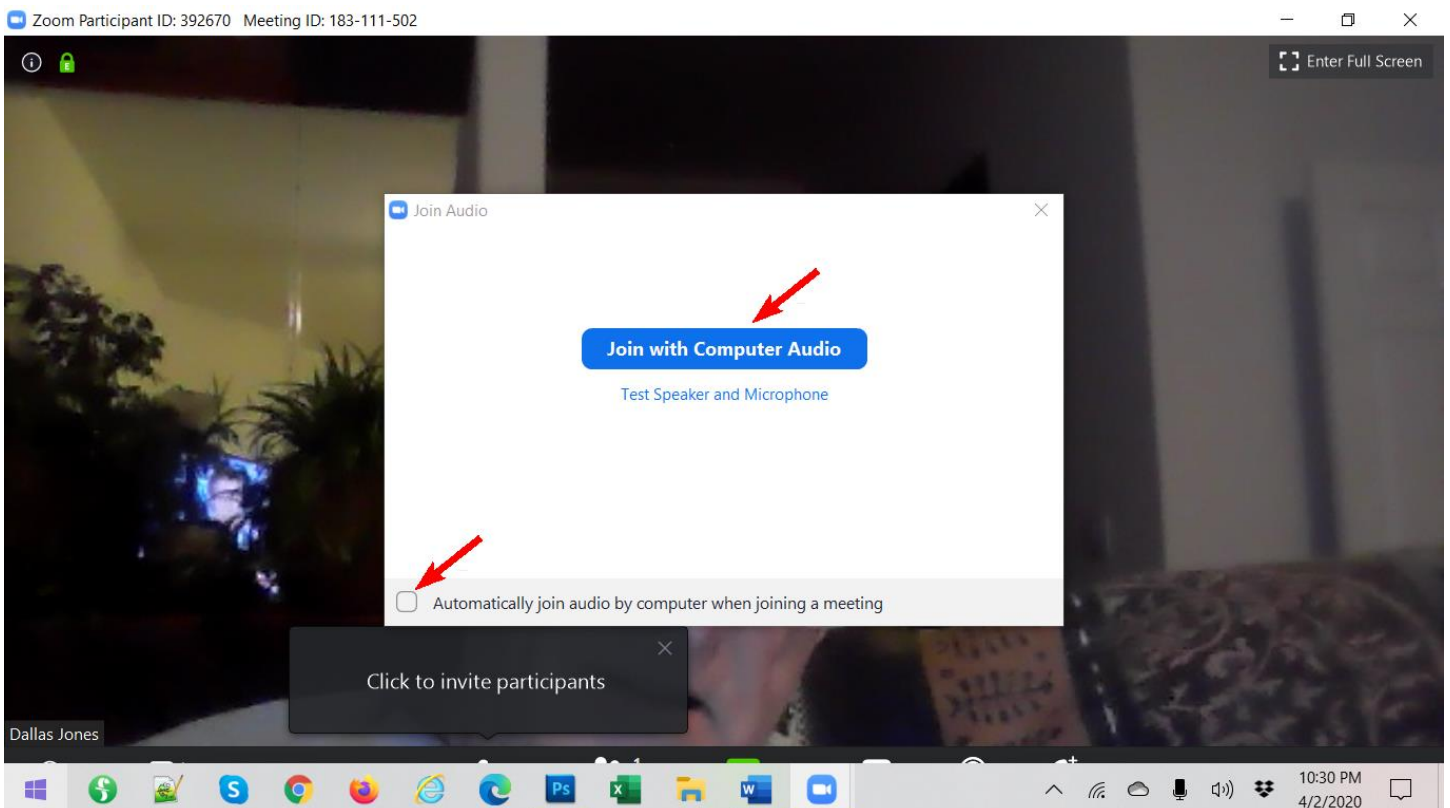 Zoom Participant ID: 392670 Meeting ID: 183-111-502
E
Enter Full Screen
Join Audio
Join with Computer Audio
Test Speaker and Microphone
Automatically join audio by computer when joining a meeting
Click to invite participants
Dallas Jones
1
S
Ps
X
W
10:30 PM
4/2/2020